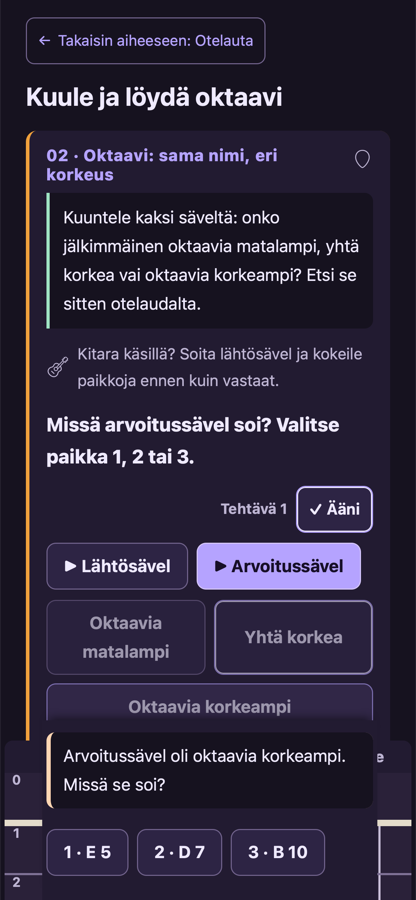 ← Takaisin aiheeseen: Otelauta
Kuule ja löydä oktaavi
02 · Oktaavi: sama nimi, eri
korkeus
Kuuntele kaksi säveltä: onko
jälkimmäinen oktaavia matalampi, yhtä
korkea vai oktaavia korkeampi? Etsi se
sitten otelaudalta.
Kitara käsillä? Soita lähtösävel ja kokeile
paikkoja ennen kuin vastaat.
Missä arvoitussävel soi? Valitse
paikka 1, 2 tai 3.
Tehtävä 1
✓ Ääni
▶ Lähtösävel
▶ Arvoitussävel
Oktaavia
matalampi
Yhtä korkea
Oktaavia korkeampi
e
Arvoitussävel oli oktaavia korkeampi.
Missä se soi?
0
1
1 · E 5
2 · D 7
3 · B 10
2